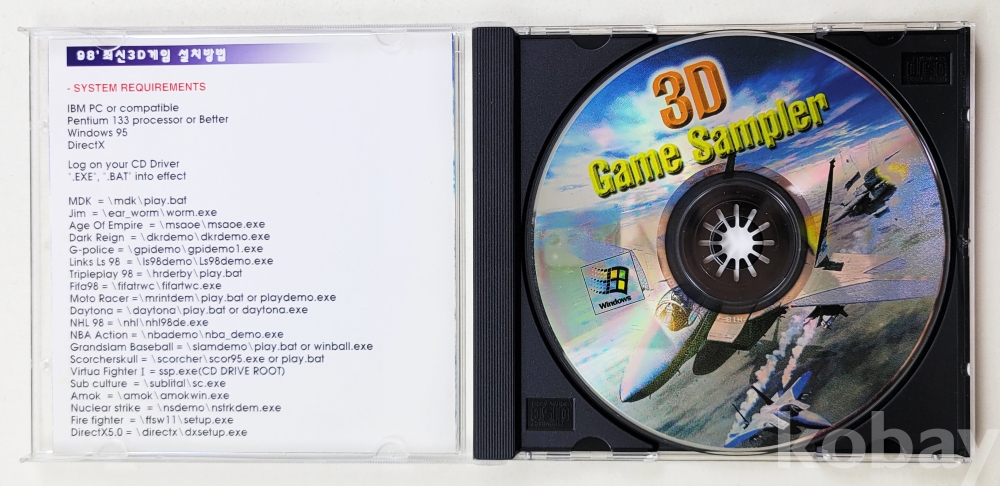 98' 최신3D게임 설치방법
- SYSTEM REQUIREMENTS
IBM PC or compatible
Pentium 133 processor or Better
Windows 95
DirectX
Log on your CD Driver
'.EXE', '.BAT' into effect
MDK = \mdk\play.baf
Jim = \ear_worm\worm.exe
Age Of Empire = \msaoe\msaoe.exe
Dark Reign = \dkrdemo\dkrdemo.exe
G-police = \gpidemo\gpidemo1.exe
Links Ls 98 = \ls98demo\Ls98demo.exe
Tripleplay 98 = \hrderby\play.bat
Fifa98 = \fifatrwc\fifartwc.exe
Moto Racer =\mrintdem\play.bat or playdemo.exe
Daytona = \daytona\play.bat or daytona.exe
NHL 98 = \nhl\nhl98de.exe
NBA Action = \nbademo\nba_demo.exe
Grandslam Baseball = \slamdemo\play.bat or winball.exe
Scorcherskull = \scorcher\scor95.exe or play.bat
Virtua Fighter I = ssp.exe(CD DRIVE ROOT)
Sub culture = \sublital\sc.exe
Amok = \amok\amokwin.exe
Nuclear strike = \nsdemo\nstrkdem.exe
Fire fighter = \ffsw11\setup.exe
DirectX5.0 = \directx\dxsetup.exe
3D
Game Sampler
Windows
kobay